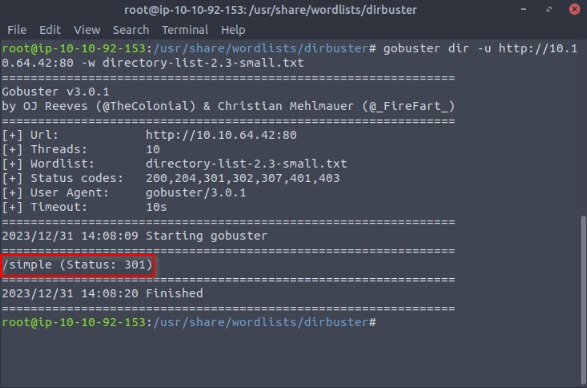 root@ip-10-10-92-153: /usr/share/wordlists/dirbuster
File Edit View Search Terminal Help
root@ip-10-10-92-153:/usr/share/wordlists/dirbuster# gobuster dir -u http://10.1
0.64.42:80 -w directory-list-2.3-small.txt
===============================================================
Gobuster v3.0.1
by OJ Reeves (@TheColonial) & Christian Mehlmauer (@_FireFart_)
===============================================================
[+] Url:            http://10.10.64.42:80
[+] Threads:        10
[+] Wordlist:       directory-list-2.3-small.txt
[+] Status codes:   200,204,301,302,307,401,403
[+] User Agent:     gobuster/3.0.1
[+] Timeout:        10s
===============================================================
2023/12/31 14:08:09 Starting gobuster
===============================================================
/simple (Status: 301)
===============================================================
2023/12/31 14:08:20 Finished
===============================================================
root@ip-10-10-92-153:/usr/share/wordlists/dirbuster#